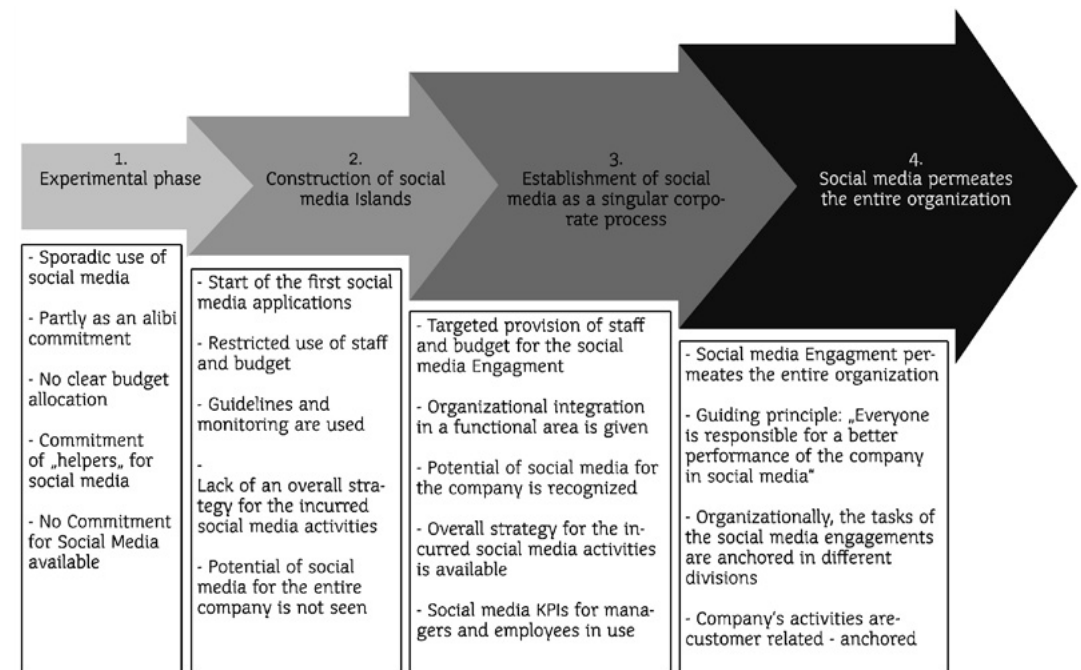 1.
Experimental phase
2.
Construction of social
media Islands
3.
Establishment of social
media as a singular corpo-
rate process
4.
Social media permeates
the entire organization
- Sporadic use of
social media
- Partly as an alibi
commitment
- No clear budget
allocation
- Commitment
of „helpers„ for
social media
- No Commitment
for Social Media
available
- Start of the first social
media applications
- Restricted use of staff
and budget
- Guidelines and
monitoring are used
-
Lack of an overall stra-
tegy for the incurred
social media activities
- Potential of social
media for the entire
company is not seen
- Targeted provision of staff
and budget for the social
media Engagment
- Organizational integration
in a functional area is given
- Potential of social media for
the company is recognized
- Overall strategy for the in-
curred social media activities
is available
- Social media KPIs for mana-
gers and employees in use
- Social media Engagment per-
meates the entire organization
- Guiding principle: „Everyone
is responsible for a better
performance of the company
in social media“
- Organizationally, the tasks of
the social media engagements
are anchored in different
divisions
- Company's activities are-
customer related - anchored